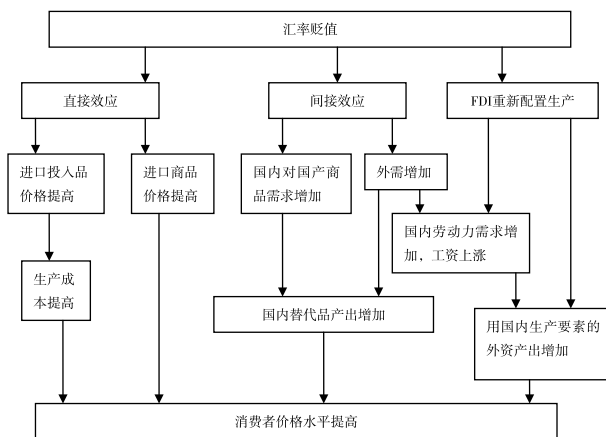 汇率贬值
直接效应
间接效应
FDI重新配置生产
进口投入品
价格提高
进口商品
价格提高
国内对国产商
品需求增加
外需增加
国内劳动力需求增
加，工资上涨
生产成
本提高
国内替代品产出增加
用国内生产要素的
外资产出增加
消费者价格水平提高